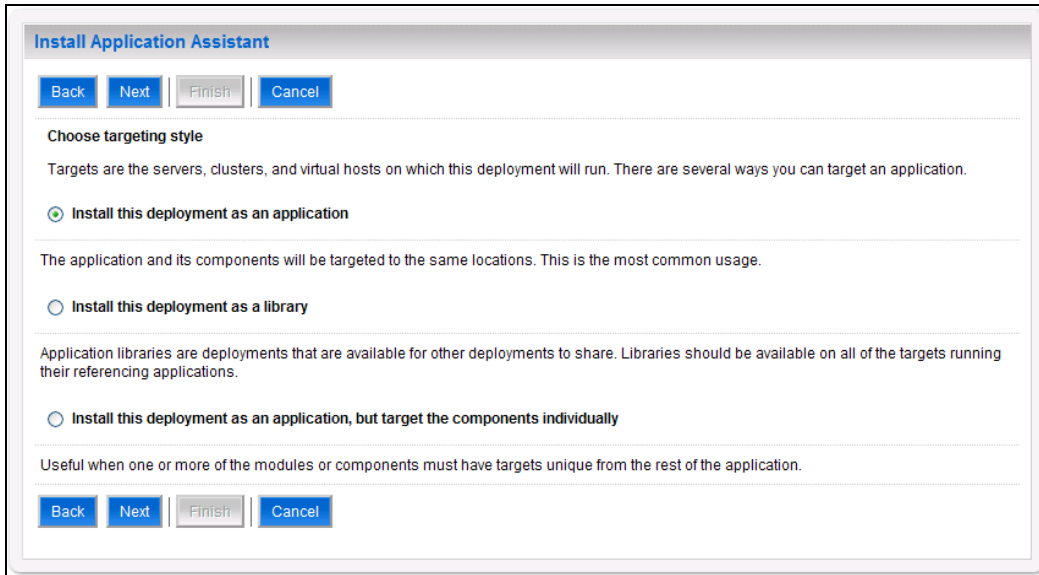 Install Application Assistant
Back Next Finish Cancel
Choose targeting style
Targets are the servers, clusters, and virtual hosts on which this deployment will run. There are several ways you can target an application.
Install this deployment as an application
The application and its components will be targeted to the same locations. This is the most common usage.
Install this deployment as a library
Application libraries are deployments that are available for other deployments to share. Libraries should be available on all of the targets running
their referencing applications.
Install this deployment as an application, but target the components individually
Useful when one or more of the modules or components must have targets unique from the rest of the application.
Back Next Finish Cancel